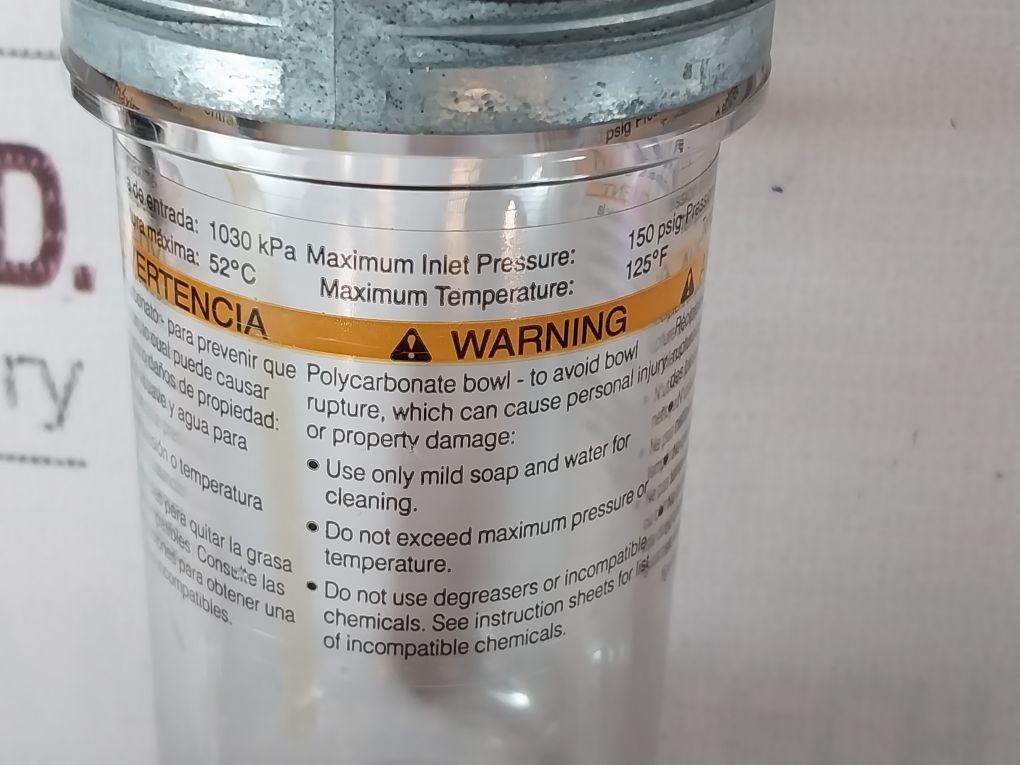 D.
ry
de entrada: 1030 kPa
máxima: 52°C
ERTENCIA
para prevenir que
puede causar
daños de propiedad:
y agua para
o temperatura
para quitar la grasa
Consulte las
para obtener una
incompatibles.
Maximum Inlet Pressure: 150 psig
Maximum Temperature: 125°F
WARNING
Polycarbonate bowl - to avoid bowl
rupture, which can cause personal injury
or property damage:
• Use only mild soap and water for
cleaning.
• Do not exceed maximum pressure or
temperature.
• Do not use degreasers or incompatible
chemicals. See instruction sheets for list
of incompatible chemicals.
psig